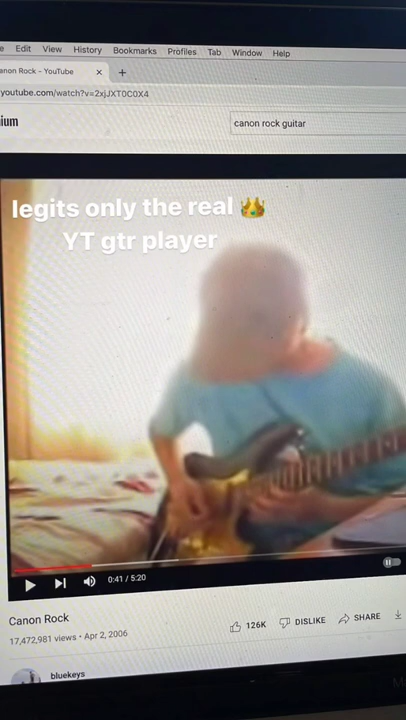 Edit View History Bookmarks Profiles Tab Window Help
anon Rock - YouTube × +
youtube.com/watch?v=2xjJXT0C0X4
ium
canon rock guitar
legits only the real 👑
YT gtr player
0:41 / 5:20
Canon Rock
17,472,981 views • Apr 2, 2006
126K DISLIKE SHARE
bluekeys